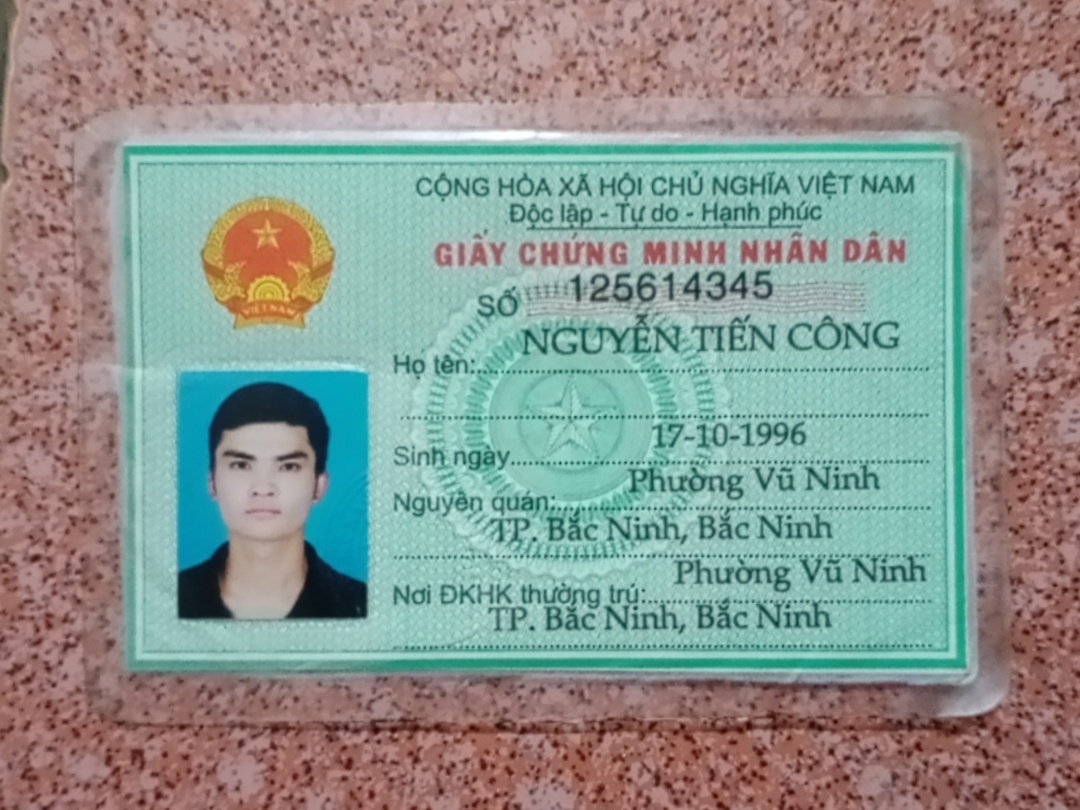 CỘNG HÒA XÃ HỘI CHỦ NGHĨA VIỆT NAM
Độc lập - Tự do - Hạnh phúc
GIẤY CHỨNG MINH NHÂN DÂN
SỐ 125614345
Họ tên: NGUYỄN TIẾN CÔNG
Sinh ngày 17-10-1996
Nguyên quán: Phường Vũ Ninh
TP. Bắc Ninh, Bắc Ninh
Nơi ĐKHK thường trú: Phường Vũ Ninh
TP. Bắc Ninh, Bắc Ninh
VIETNAM